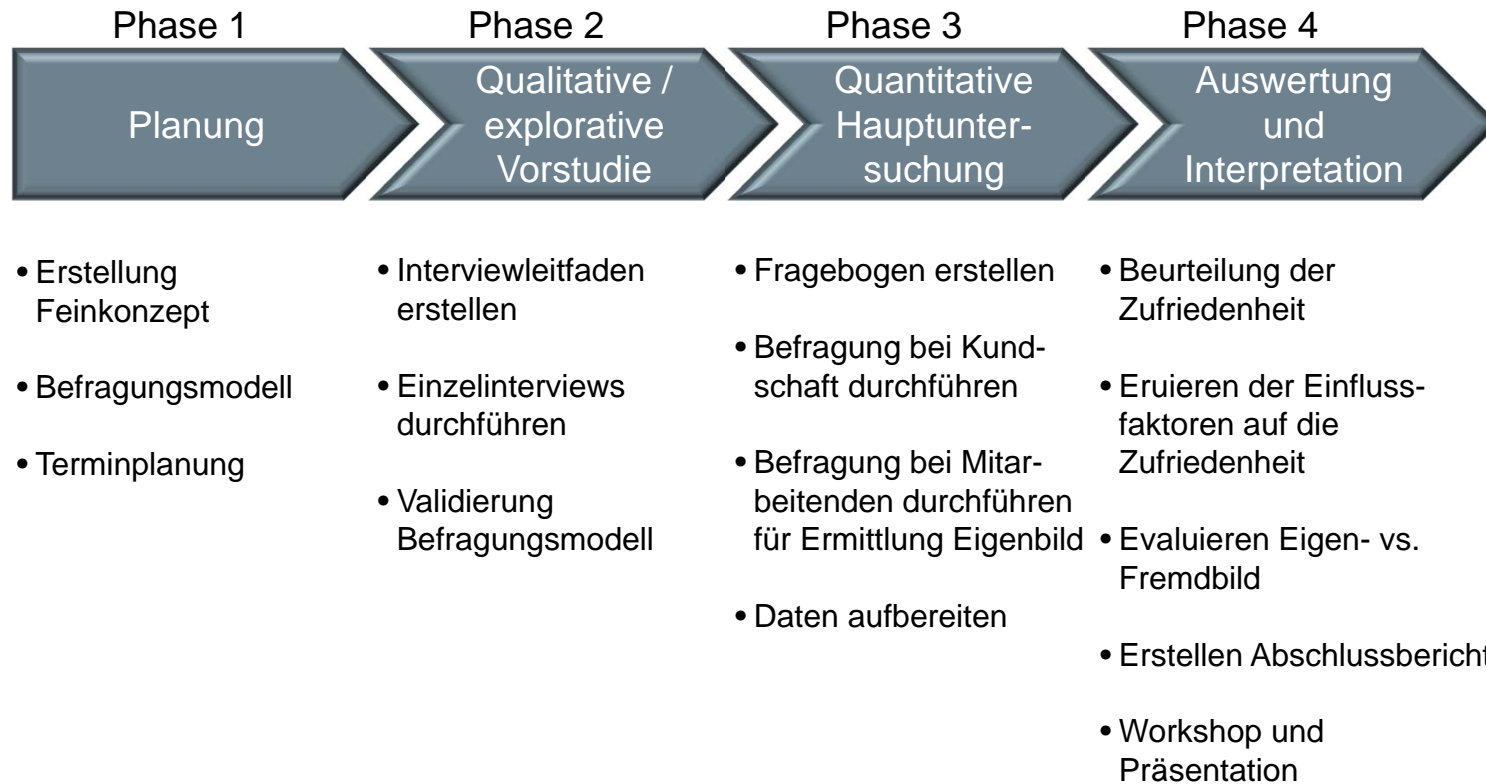 Phase 1
Planung
• Erstellung
Feinkonzept
• Befragungsmodell
• Terminplanung
Phase 2
Qualitative /
explorative
Vorstudie
• Interviewleitfaden
erstellen
• Einzelinterviews
durchführen
• Validierung
Befragungsmodell
Phase 3
Quantitative
Hauptunter-
suchung
• Fragebogen erstellen
• Befragung bei Kund-
schaft durchführen
• Befragung bei Mitar-
beitenden durchführen
für Ermittlung Eigenbild
• Daten aufbereiten
Phase 4
Auswertung
und
Interpretation
• Beurteilung der
Zufriedenheit
• Eruieren der Einfluss-
faktoren auf die
Zufriedenheit
• Evaluieren Eigen- vs.
Fremdbild
• Erstellen Abschlussbericht
• Workshop und
Präsentation